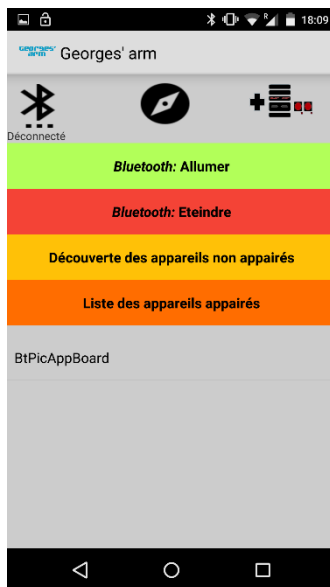 18:09
Georges'
arm
Georges' arm
Déconnecté
Bluetooth: Allumer
Bluetooth: Eteindre
Découverte des appareils non appairés
Liste des appareils appairés
BtPicAppBoard